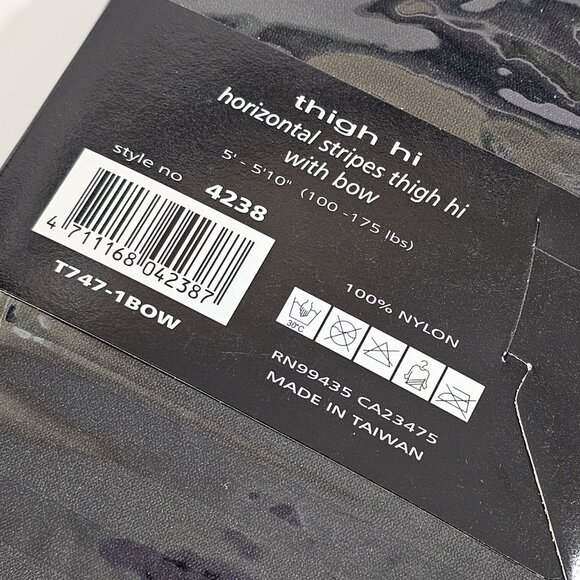 thigh hi
horizontal stripes thigh hi
with bow
5' - 5'10" (100 -175 lbs)
style no 4238
4 711168 042387
T747-1BOW
100% NYLON
30°C
RN99435 CA23475
MADE IN TAIWAN